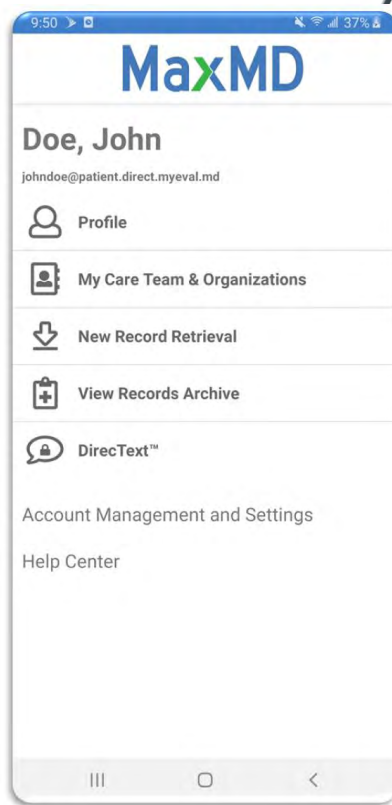 9:50 37%
MaxMD
Doe, John
johndoe@patient.direct.myeval.md
Profile
My Care Team & Organizations
New Record Retrieval
View Records Archive
DirecText™
Account Management and Settings
Help Center